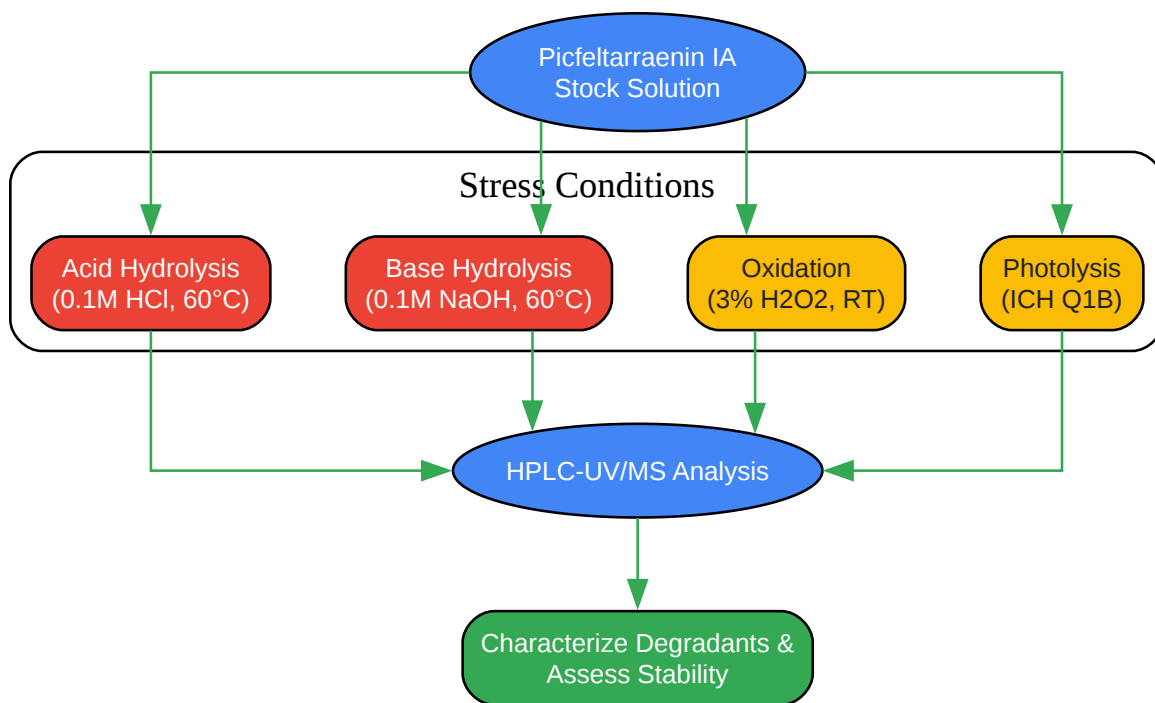 Picfeltarraenin IA
Stock Solution
Stress Conditions
Acid Hydrolysis
(0.1M HCl, 60°C)
Base Hydrolysis
(0.1M NaOH, 60°C)
Oxidation
(3% H2O2, RT)
Photolysis
(ICH Q1B)
HPLC-UV/MS Analysis
Characterize Degradants &
Assess Stability